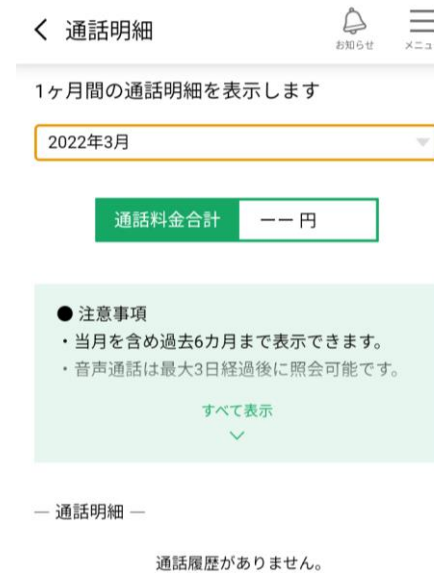 通話明細
お知らせ
メニュ
1ヶ月間の通話明細を表示します
2022年3月
通話料金合計 ーー 円
● 注意事項
・当月を含め過去6カ月まで表示できます。
・音声通話は最大3日経過後に照会可能です。
すべて表示
— 通話明細 —
通話履歴がありません。